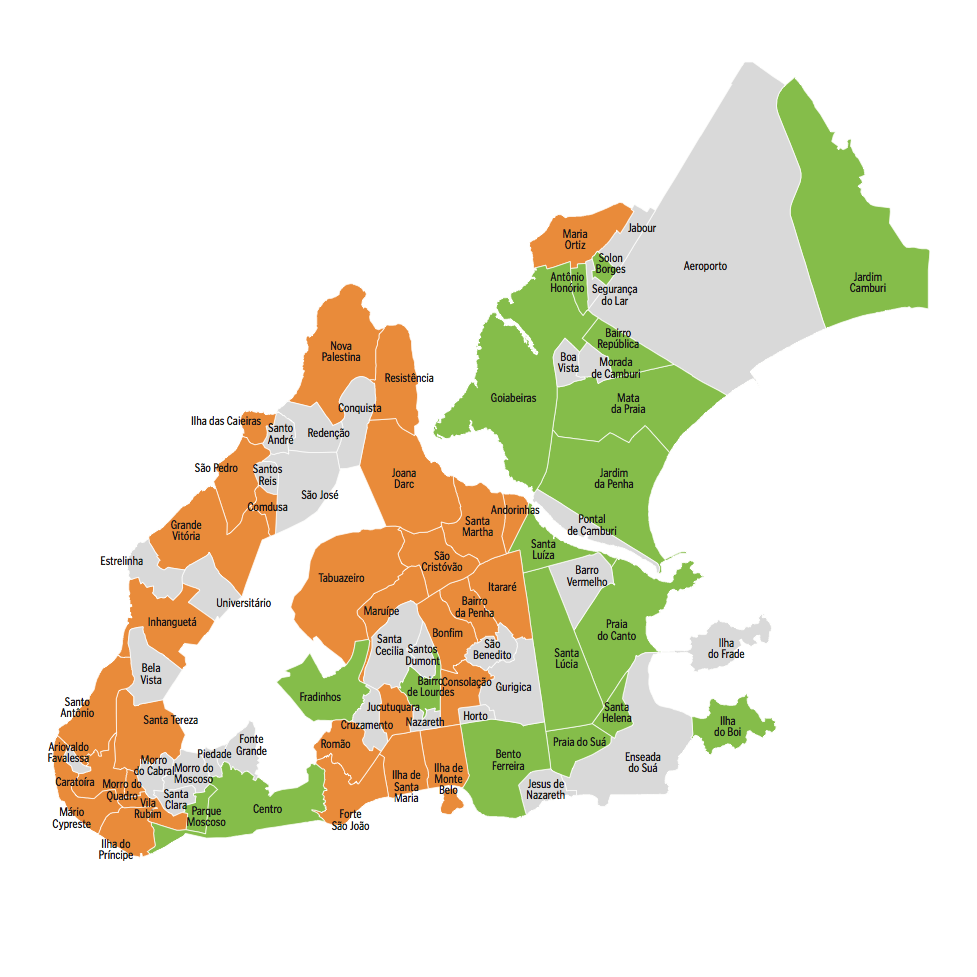 Maria
Ortiz
Jabour
Solon
Borges
Aeroporto
Antônio
Honório
Segurança
do Lar
Jardim
Camburi
Bairro
República
Nova
Palestina
Boa
Vista
Morada
de Camburi
Resistência
Goiabeiras
Mata
da Praia
Conquista
Ilha das Caieiras
Santo
André
Redenção
São Pedro
Santos
Reis
Joana
Darc
Jardim
da Penha
São José
Comdusa
Andorinhas
Santa
Martha
Pontal
de Camburi
Grande
Vitória
Santa
Luíza
Estrelinha
São
Cristóvão
Barro
Vermelho
Tabuazeiro
Itararé
Universitário
Maruípe
Bairro
da Penha
Inhanguetá
Praia
do Canto
Bonfim
Santa
Cecilia
Santos
Dumont
São
Benedito
Ilha
do Frade
Santa
Lúcia
Bela
Vista
Bairro
de Lourdes
Consolação
Gurigica
Fradinhos
Santo
Antônio
Jucutuquara
Santa
Helena
Santa Tereza
Cruzamento
Nazareth
Horto
Ilha
do Boi
Fonte
Grande
Romão
Praia do Suá
Ariovaldo
Favalessa
Piedade
Morro
do Cabral
Morro do
Moscoso
Bento
Ferreira
Enseada
do Suá
Caratoíra
Morro do
Quadro
Ilha de
Santa
Maria
Ilha de
Monte
Belo
Jesus de
Nazareth
Santa
Clara
Vila
Rubim
Parque
Moscoso
Centro
Mário
Cypreste
Forte
São João
Ilha do
Príncipe